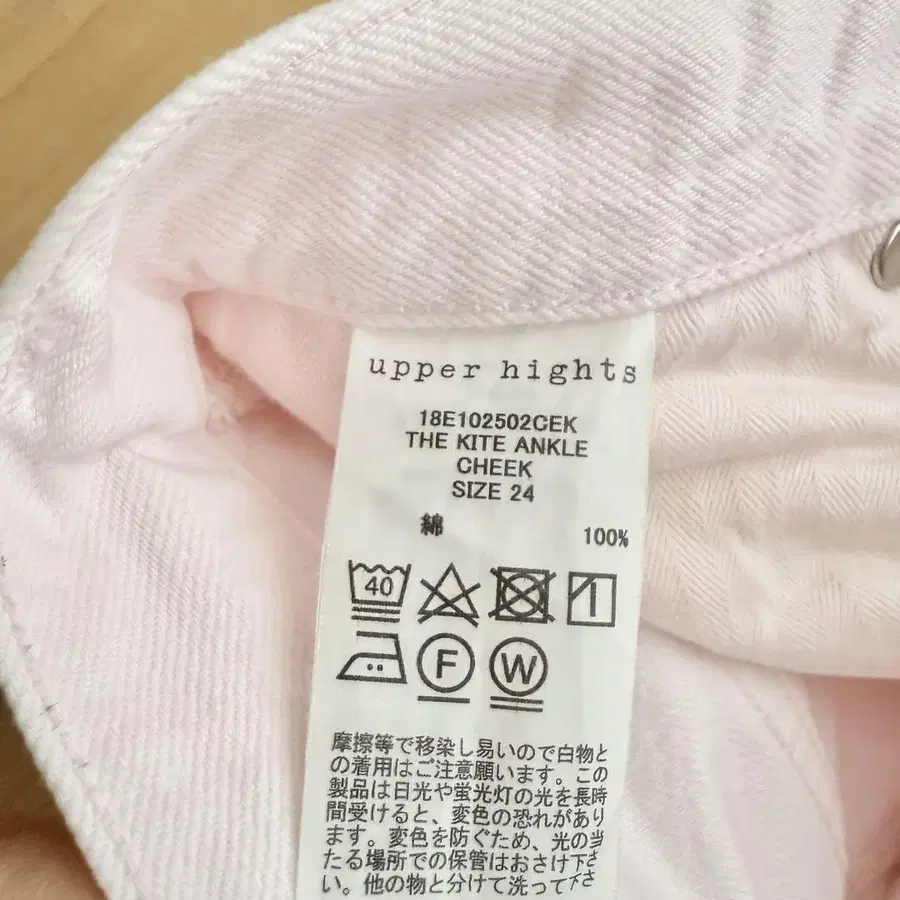 upper hights
18E102502CEK
THE KITE ANKLE
CHEEK
SIZE 24
綿 100%
40
F W
摩擦等で移染し易いので白物と
の着用はご注意願います。この
製品は日光や蛍光灯の光を長時
間受けると、変色の恐れがあり
ます。変色を防ぐため、光の当
たる場所での保管はおさけ下さ
い。他の物と分けて洗って下さ